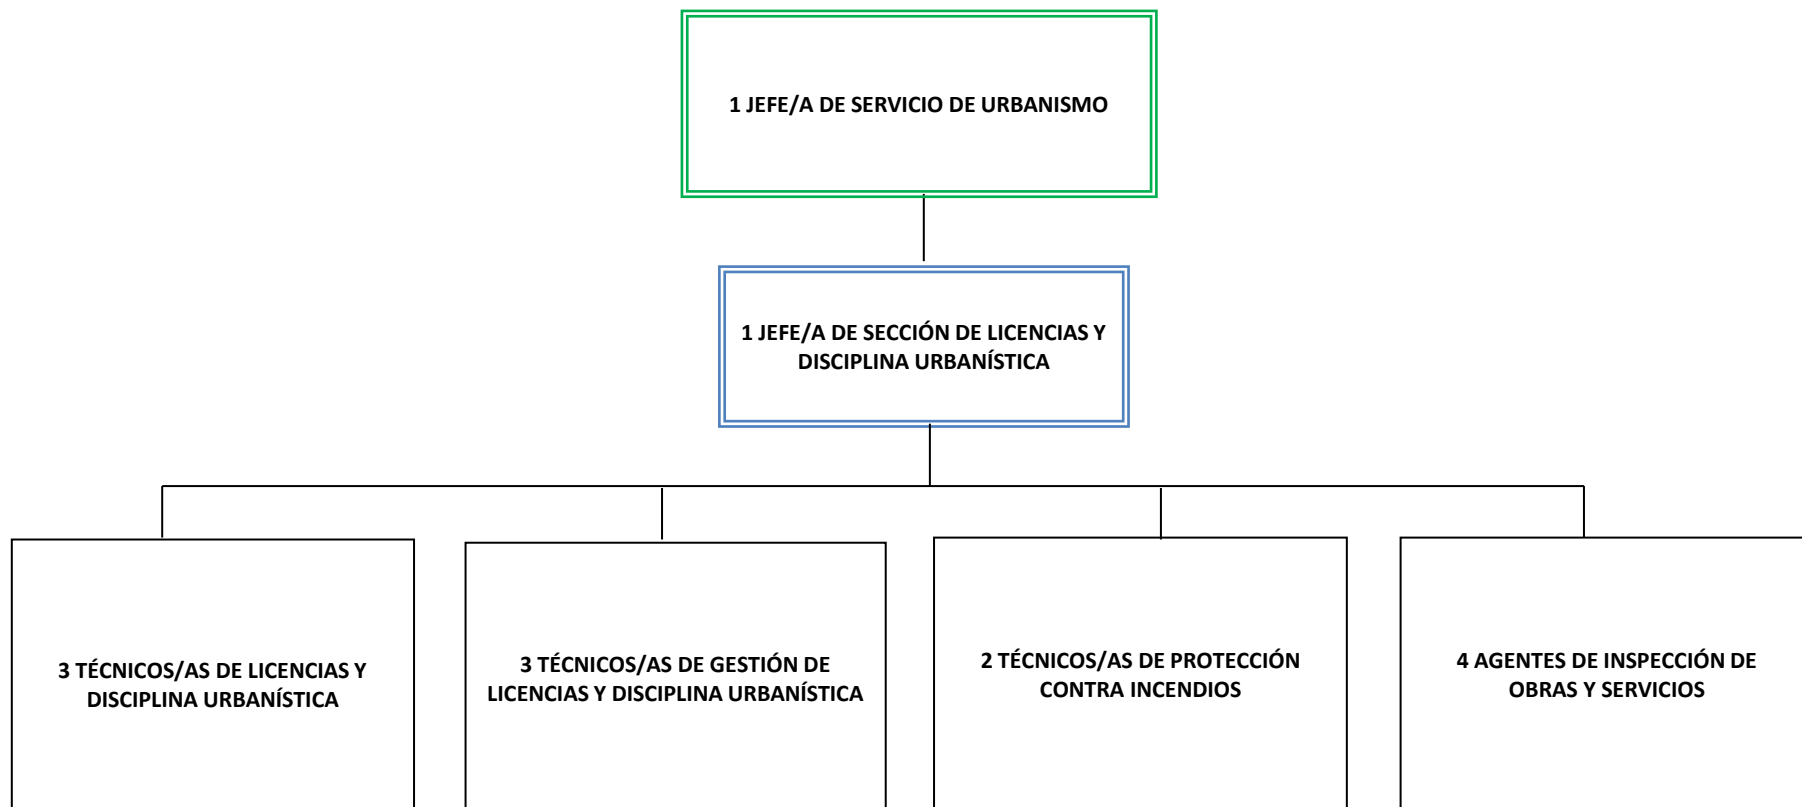 1 JEFE/A DE SERVICIO DE URBANISMO
1 JEFE/A DE SECCIÓN DE LICENCIAS Y
DISCIPLINA URBANÍSTICA
3 TÉCNICOS/AS DE LICENCIAS Y
DISCIPLINA URBANÍSTICA
3 TÉCNICOS/AS DE GESTIÓN DE
LICENCIAS Y DISCIPLINA URBANÍSTICA
2 TÉCNICOS/AS DE PROTECCIÓN
CONTRA INCENDIOS
4 AGENTES DE INSPECCIÓN DE
OBRAS Y SERVICIOS